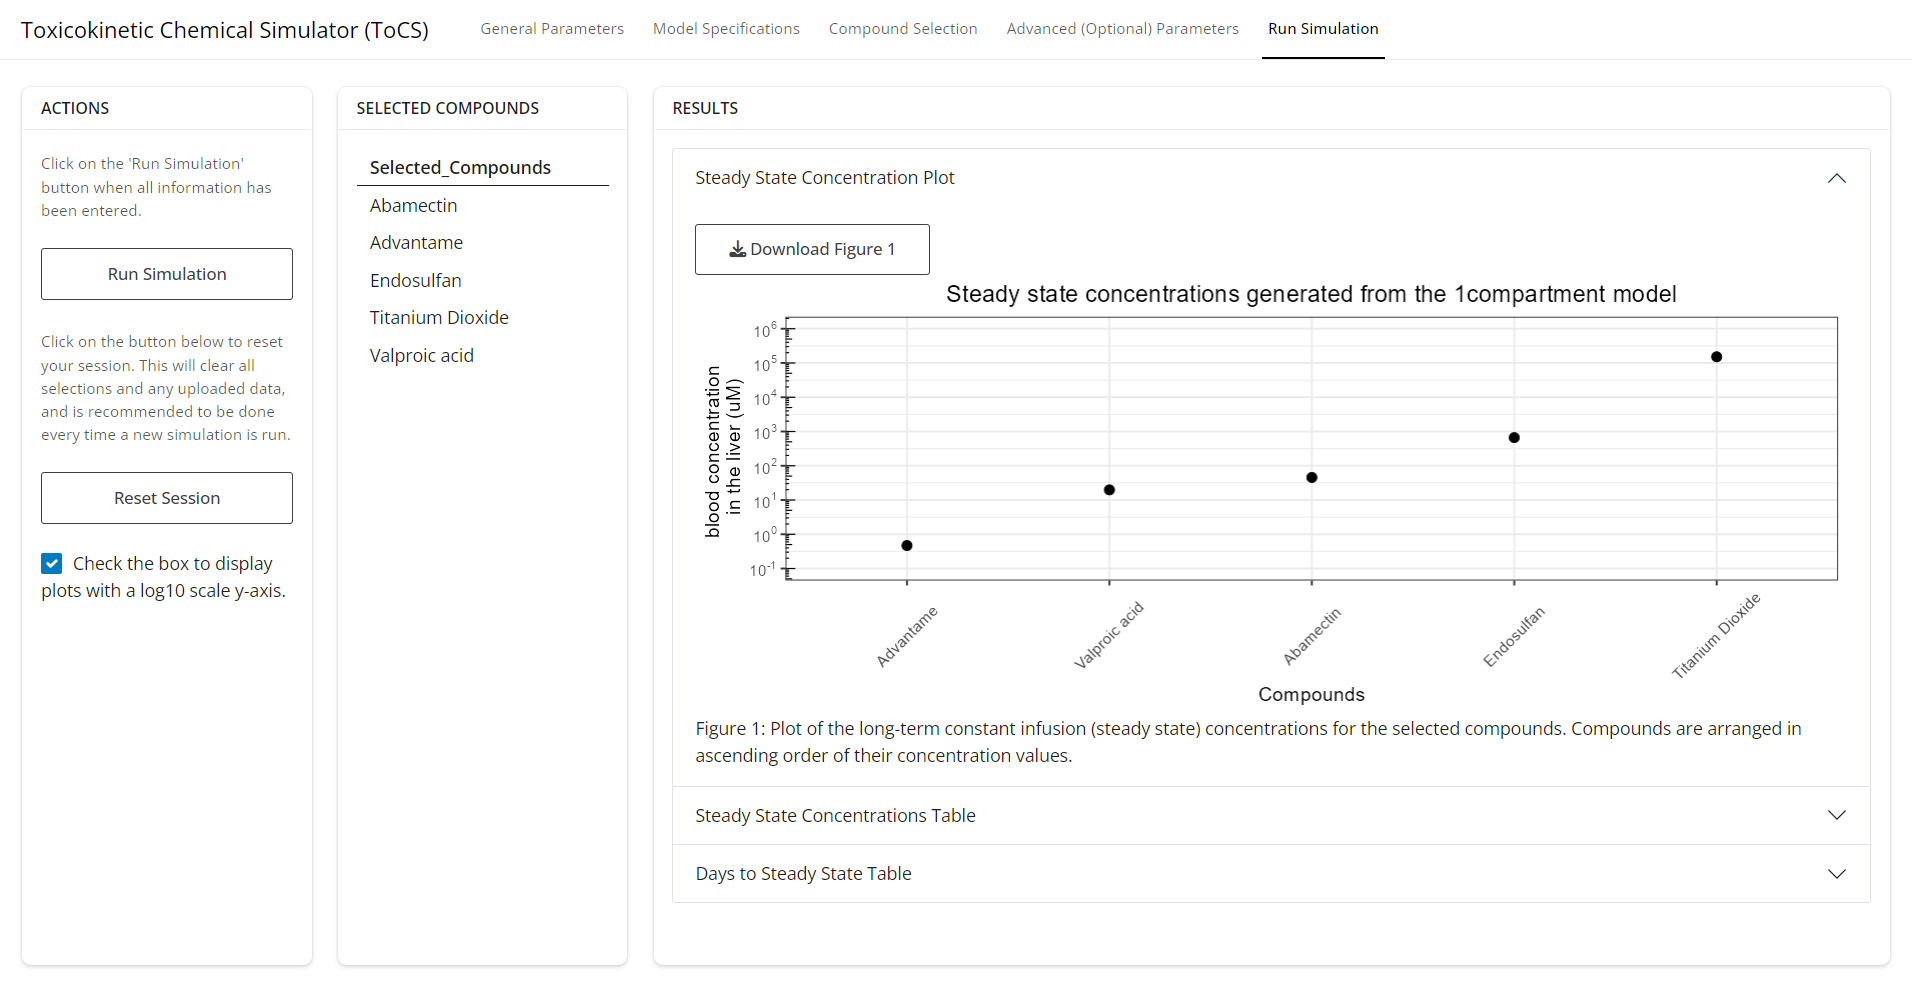 Toxicokinetic Chemical Simulator (ToCS)
General Parameters
Model Specifications
Compound Selection
Advanced (Optional) Parameters
Run Simulation
ACTIONS
Click on the 'Run Simulation'
button when all information has
been entered.
Run Simulation
Click on the button below to reset
your session. This will clear all
selections and any uploaded data,
and is recommended to be done
every time a new simulation is run.
Reset Session
Check the box to display
plots with a log10 scale y-axis.
SELECTED COMPOUNDS
Selected_Compounds
Abamectin
Advantame
Endosulfan
Titanium Dioxide
Valproic acid
RESULTS
Steady State Concentration Plot
Download Figure 1
Steady state concentrations generated from the 1compartment model
blood concentration
in the liver (uM)
10^6
10^5
10^4
10^3
10^2
10^1
10^0
10^-1
Advantame
Valproic acid
Abamectin
Endosulfan
Titanium Dioxide
Compounds
Figure 1: Plot of the long-term constant infusion (steady state) concentrations for the selected compounds. Compounds are arranged in
ascending order of their concentration values.
Steady State Concentrations Table
Days to Steady State Table